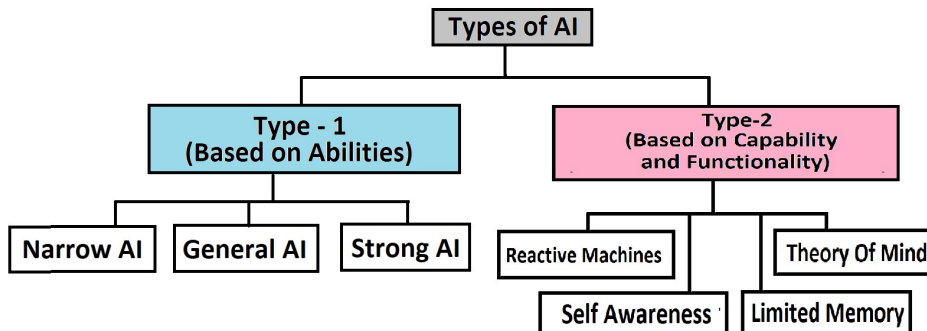 Types of AI
Type - 1
(Based on Abilities)
Type-2
(Based on Capability
and Functionality)
Narrow AI
General AI
Strong AI
Reactive Machines
Theory Of Mind
Self Awareness
Limited Memory